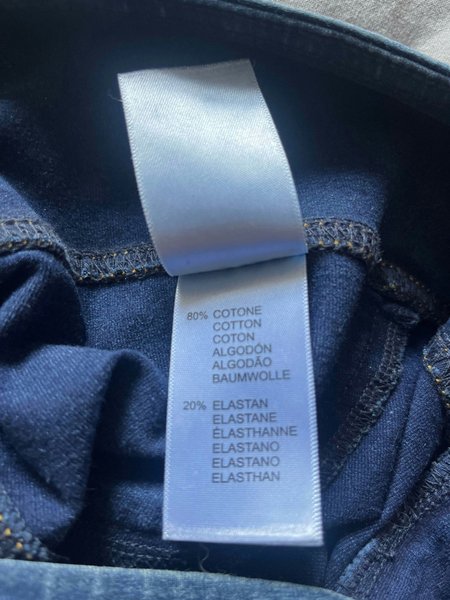 80% COTONE
COTTON
COTON
ALGODÓN
ALGODÃO
BAUMWOLLE
20% ELASTAN
ELASTANE
ÉLASTHANNE
ELASTANO
ELASTANO
ELASTHAN